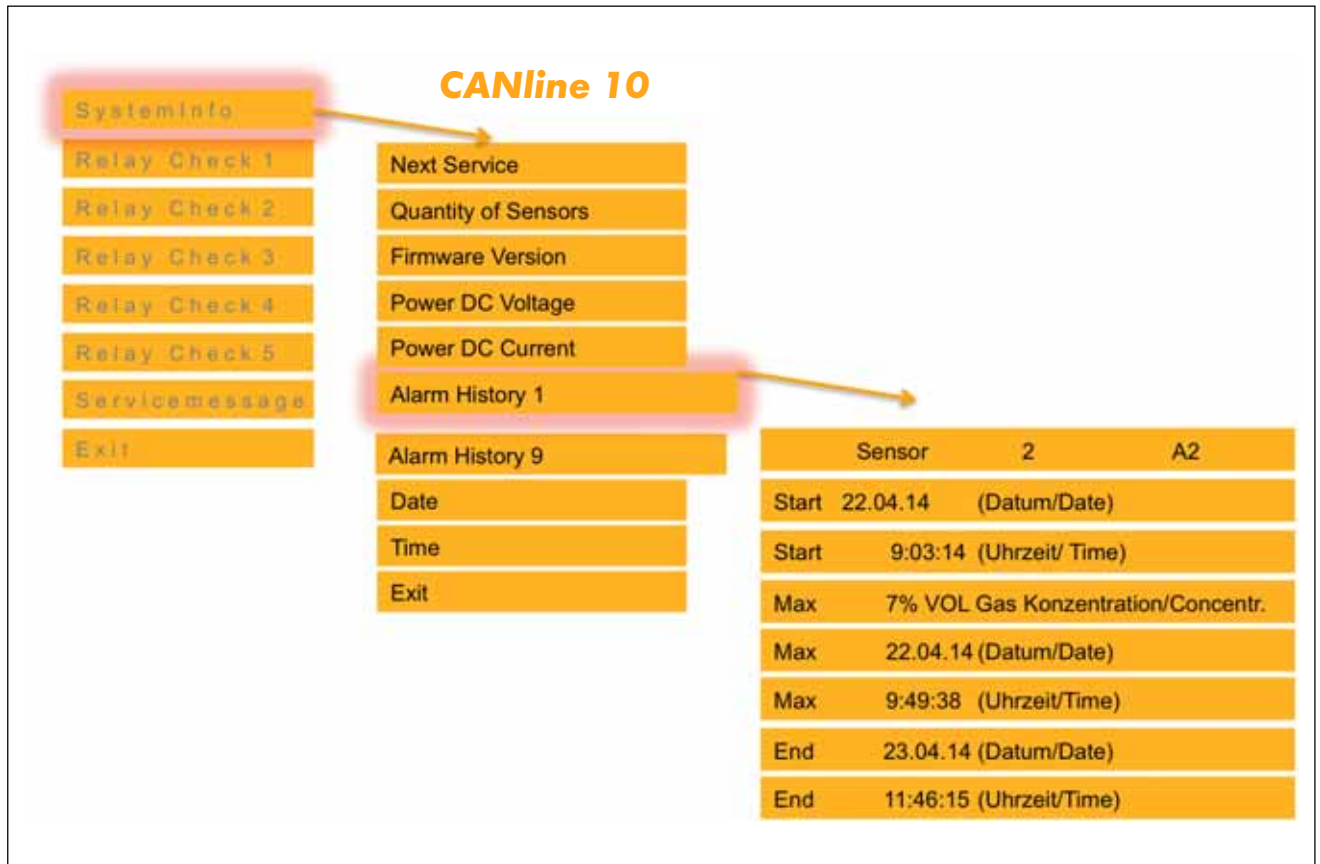 CANline 10
SystemInfo
Relay Check 1
Relay Check 2
Relay Check 3
Relay Check 4
Relay Check 5
Servicemessage
Exit
Next Service
Quantity of Sensors
Firmware Version
Power DC Voltage
Power DC Current
Alarm History 1
Alarm History 9
Date
Time
Exit
Sensor 2 A2
Start 22.04.14 (Datum/Date)
Start 9:03:14 (Uhrzeit/ Time)
Max 7% VOL Gas Konzentration/Concentr.
Max 22.04.14 (Datum/Date)
Max 9:49:38 (Uhrzeit/Time)
End 23.04.14 (Datum/Date)
End 11:46:15 (Uhrzeit/Time)